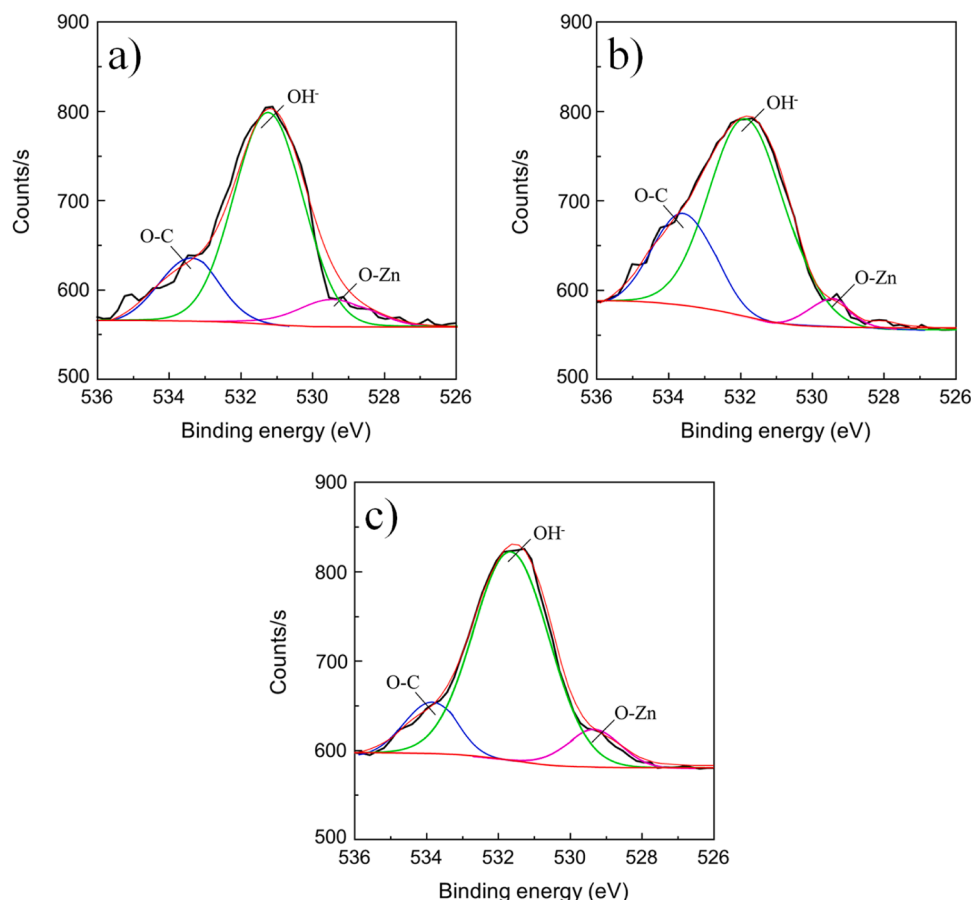 a)
900
800
700
600
500
Counts/s
OH-
O-C
O-Zn
536 534 532 530 528 526
Binding energy (eV)
b)
900
800
700
600
500
Counts/s
OH-
O-C
O-Zn
536 534 532 530 528 526
Binding energy (eV)
c)
900
800
700
600
500
Counts/s
OH-
O-C
O-Zn
536 534 532 530 528 526
Binding energy (eV)